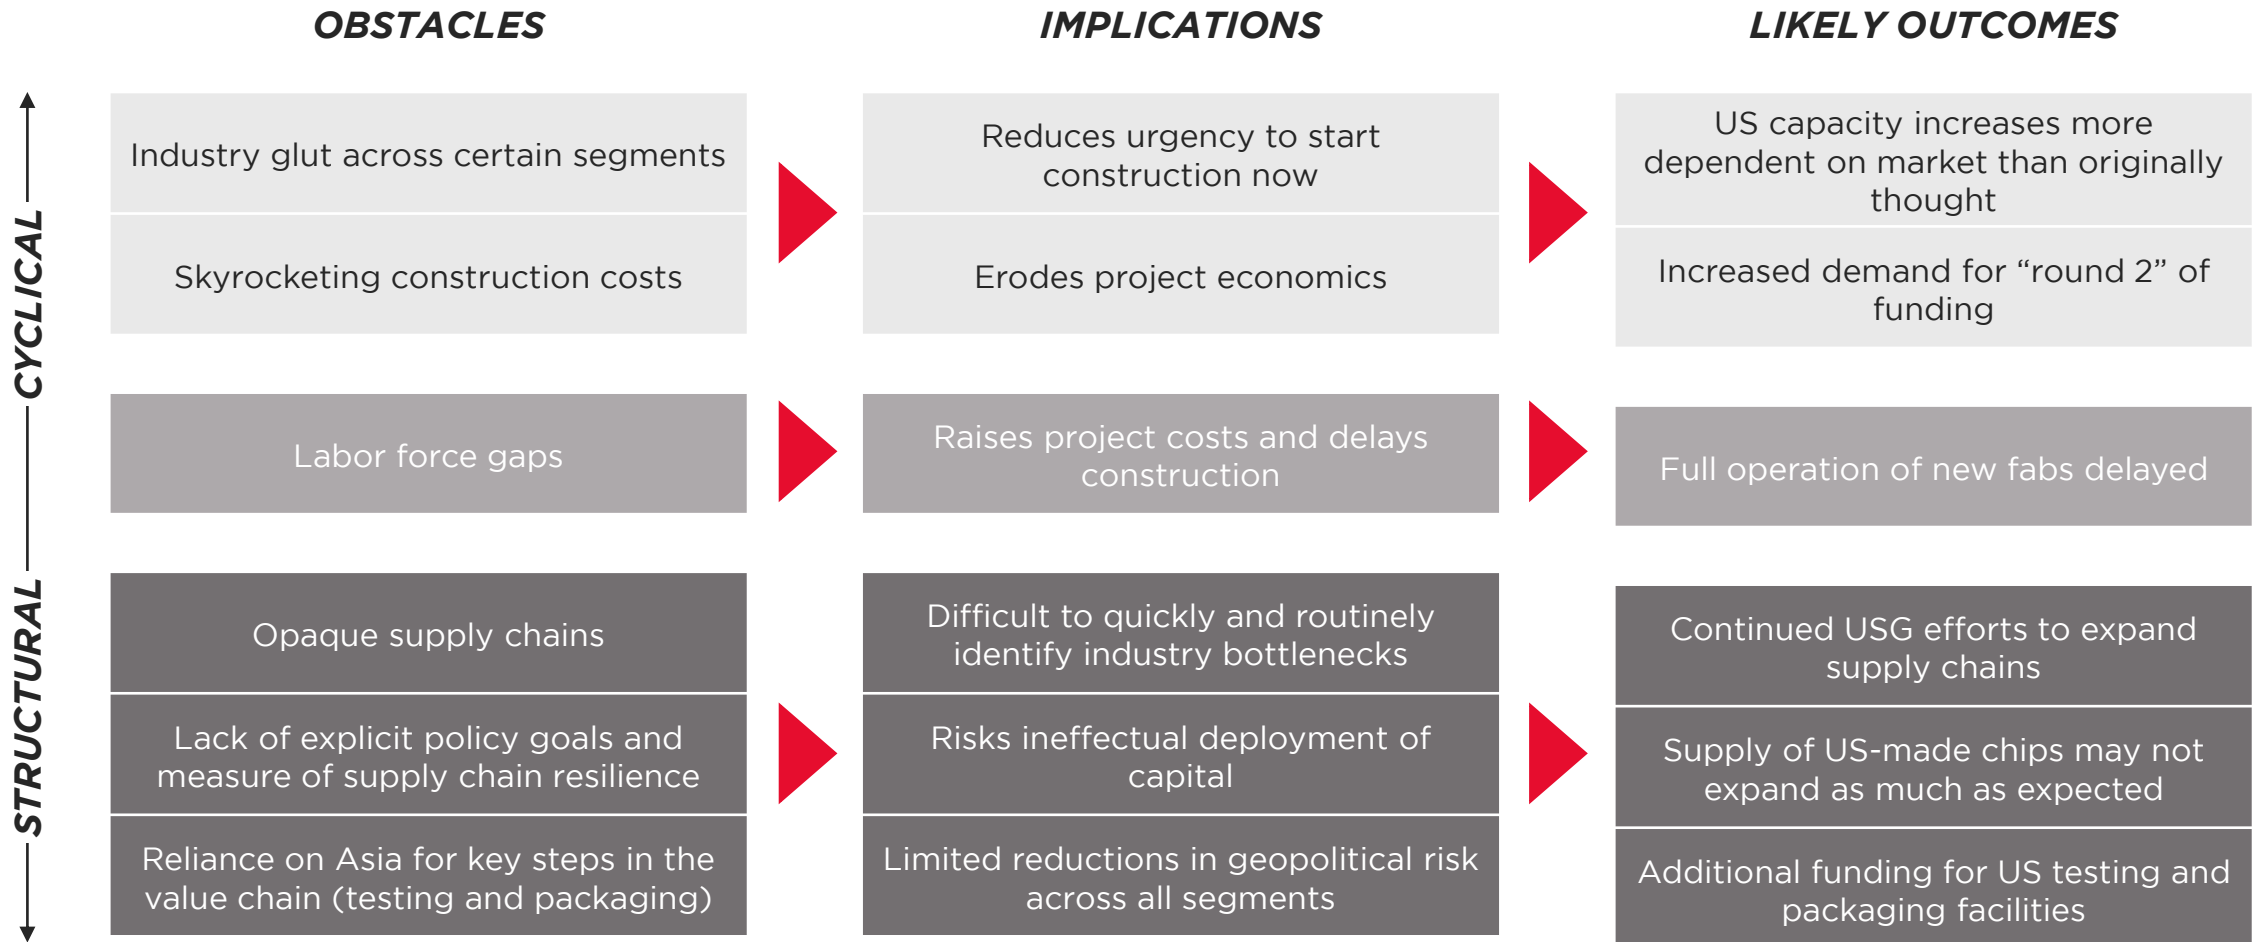 OBSTACLES
IMPLICATIONS
LIKELY OUTCOMES
CYCLICAL
Industry glut across certain segments
Reduces urgency to start
construction now
US capacity increases more
dependent on market than originally
thought
Skyrocketing construction costs
Erodes project economics
Increased demand for “round 2” of
funding
Labor force gaps
Raises project costs and delays
construction
Full operation of new fabs delayed
STRUCTURAL
Opaque supply chains
Difficult to quickly and routinely
identify industry bottlenecks
Continued USG efforts to expand
supply chains
Lack of explicit policy goals and
measure of supply chain resilience
Risks ineffectual deployment of
capital
Supply of US-made chips may not
expand as much as expected
Reliance on Asia for key steps in the
value chain (testing and packaging)
Limited reductions in geopolitical risk
across all segments
Additional funding for US testing and
packaging facilities